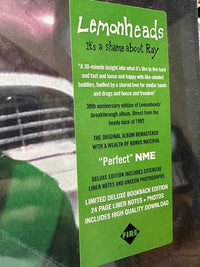 Lemonheads
It's a shame about Ray
"A 30-minute insight into what it's like to live hard
and fast and loose and happy with like-minded
buddies, fuelled by a shared love for similar bands
and drugs and booze and freedom"
30th anniversary edition of Lemonheads'
breakthrough album. Direct from the
heady daze of 1992
THE ORIGINAL ALBUM REMASTERED
WITH A WEALTH OF BONUS MATERIAL
"Perfect" NME
DELUXE EDITION INCLUDES EXTENSIVE
LINER NOTES AND UNSEEN PHOTOGRAPHS
LIMITED DELUXE BOOKBACK EDITION
24 PAGE LINER NOTES + PHOTOS
INCLUDES HIGH QUALITY DOWNLOAD
FIRE